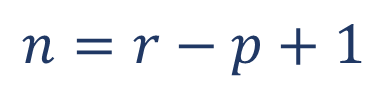 n = r − p + 1